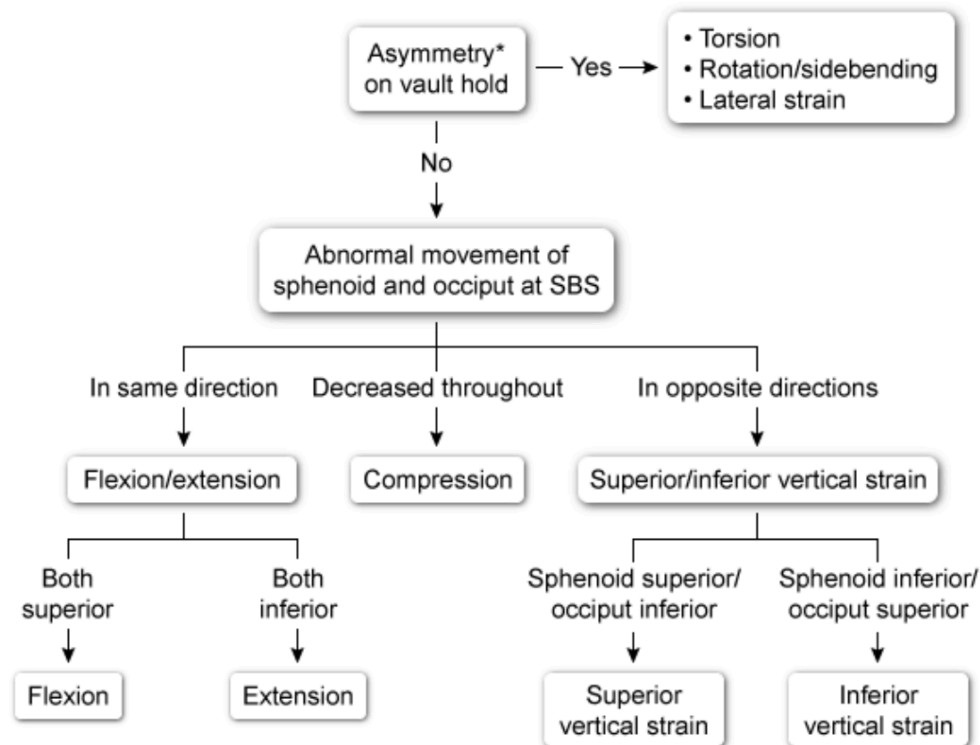 Asymmetry*
on vault hold
Yes
• Torsion
• Rotation/sidebending
• Lateral strain
No
Abnormal movement of
sphenoid and occiput at SBS
In same direction
Decreased throughout
In opposite directions
Flexion/extension
Compression
Superior/inferior vertical strain
Both
superior
Both
inferior
Sphenoid superior/
occiput inferior
Sphenoid inferior/
occiput superior
Flexion
Extension
Superior
vertical strain
Inferior
vertical strain